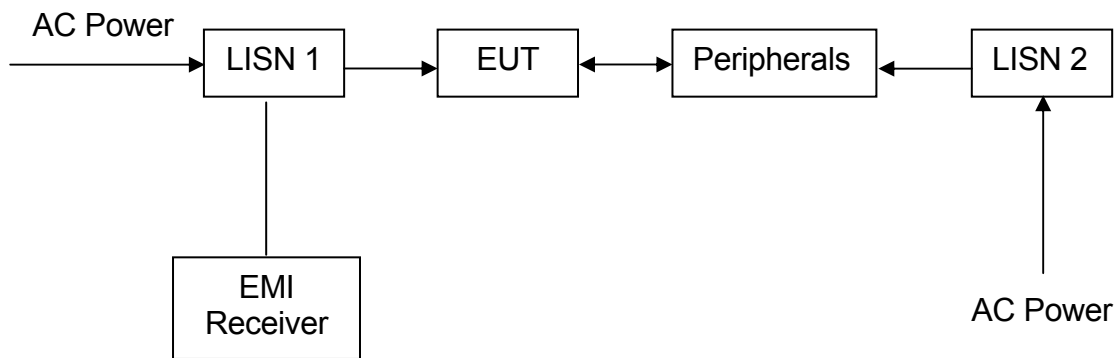 AC Power
LISN 1
EUT
Peripherals
LISN 2
EMI
Receiver
AC Power